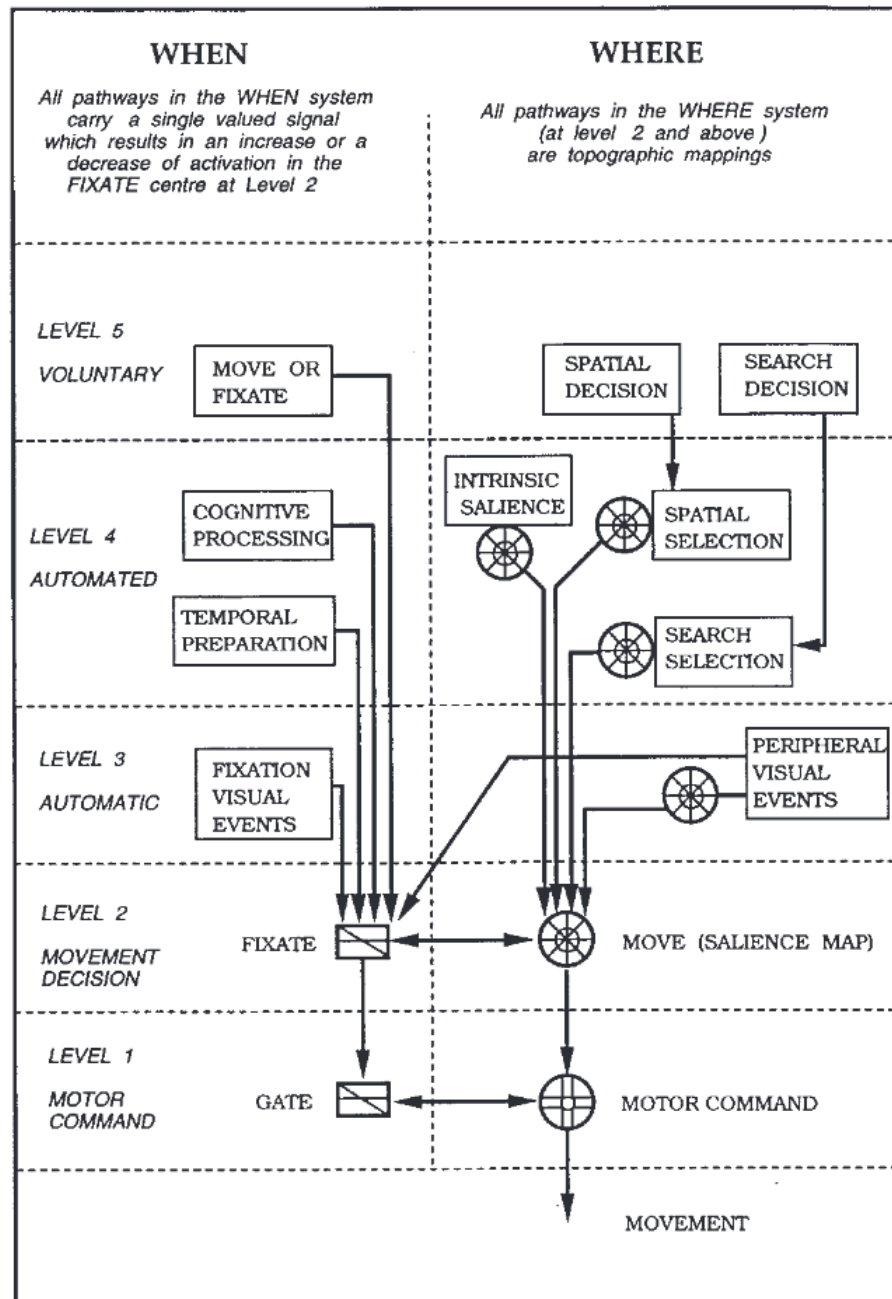 WHEN
All pathways in the WHEN system
carry a single valued signal
which results in an increase or a
decrease of activation in the
FIXATE centre at Level 2
WHERE
All pathways in the WHERE system
(at level 2 and above)
are topographic mappings
LEVEL 5
VOLUNTARY
MOVE OR
FIXATE
SPATIAL
DECISION
SEARCH
DECISION
LEVEL 4
AUTOMATED
COGNITIVE
PROCESSING
TEMPORAL
PREPARATION
INTRINSIC
SALIENCE
SPATIAL
SELECTION
SEARCH
SELECTION
LEVEL 3
AUTOMATIC
FIXATION
VISUAL
EVENTS
PERIPHERAL
VISUAL
EVENTS
LEVEL 2
MOVEMENT
DECISION
FIXATE
MOVE (SALIENCE MAP)
LEVEL 1
MOTOR
COMMAND
GATE
MOTOR COMMAND
MOVEMENT